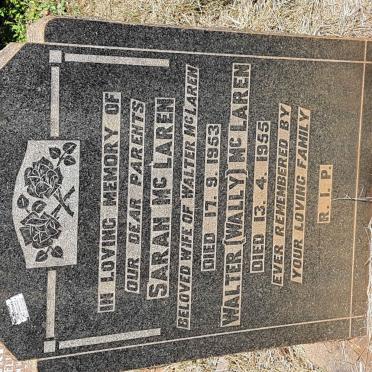 IN LOVING MEMORY OF
OUR DEAR PARENTS
SARAH MC LAREN
BELOVED WIFE OF WALTER MC LAREN
DIED 17. 9. 1953
WALTER (WALLY) MC LAREN
DIED 13. 4. 1955
EVER REMEMBERED BY
YOUR LOVING FAMILY
R. I. P.